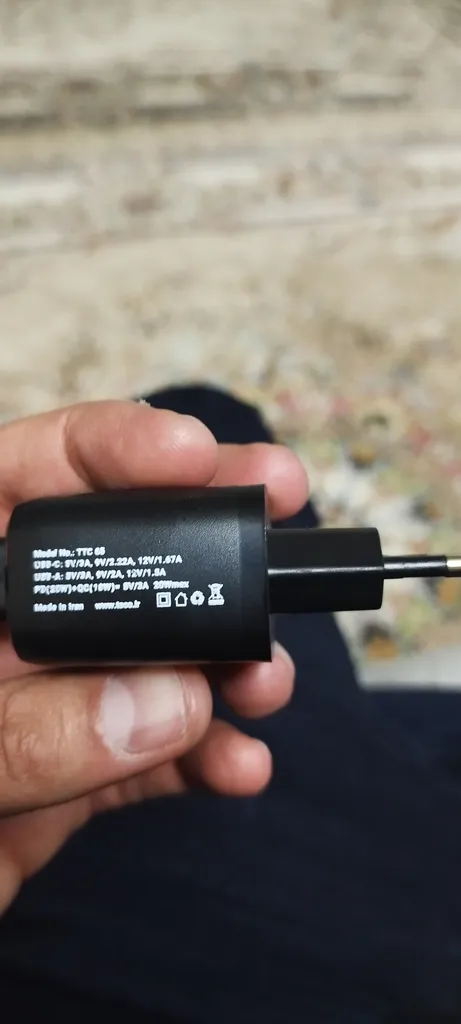 Model No.: TTC 65
USB-C: 5V/3A, 9V/2.22A, 12V/1.67A
USB-A: 5V/3A, 9V/2A, 12V/1.5A
PD(20W)+QC(18W)= 5V/3A 20Wmax
Made in Iran www.tsco.ir